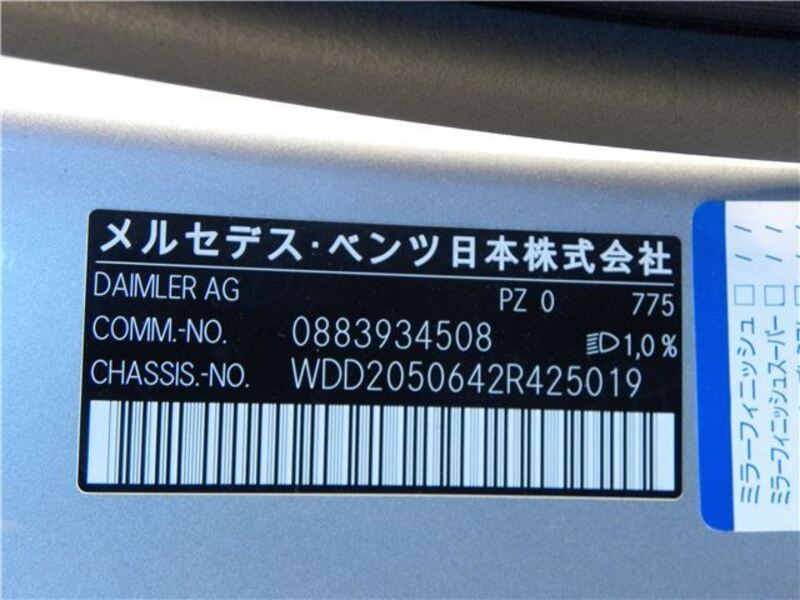 メルセデス・ベンツ日本株式会社
DAIMLER AG PZ 0 775
COMM.-NO. 0883934508 1,0%
CHASSIS.-NO. WDD2050642R425019
ミラーフィニッシュ □ / /
ミラーフィニッシュスーパー □ / /